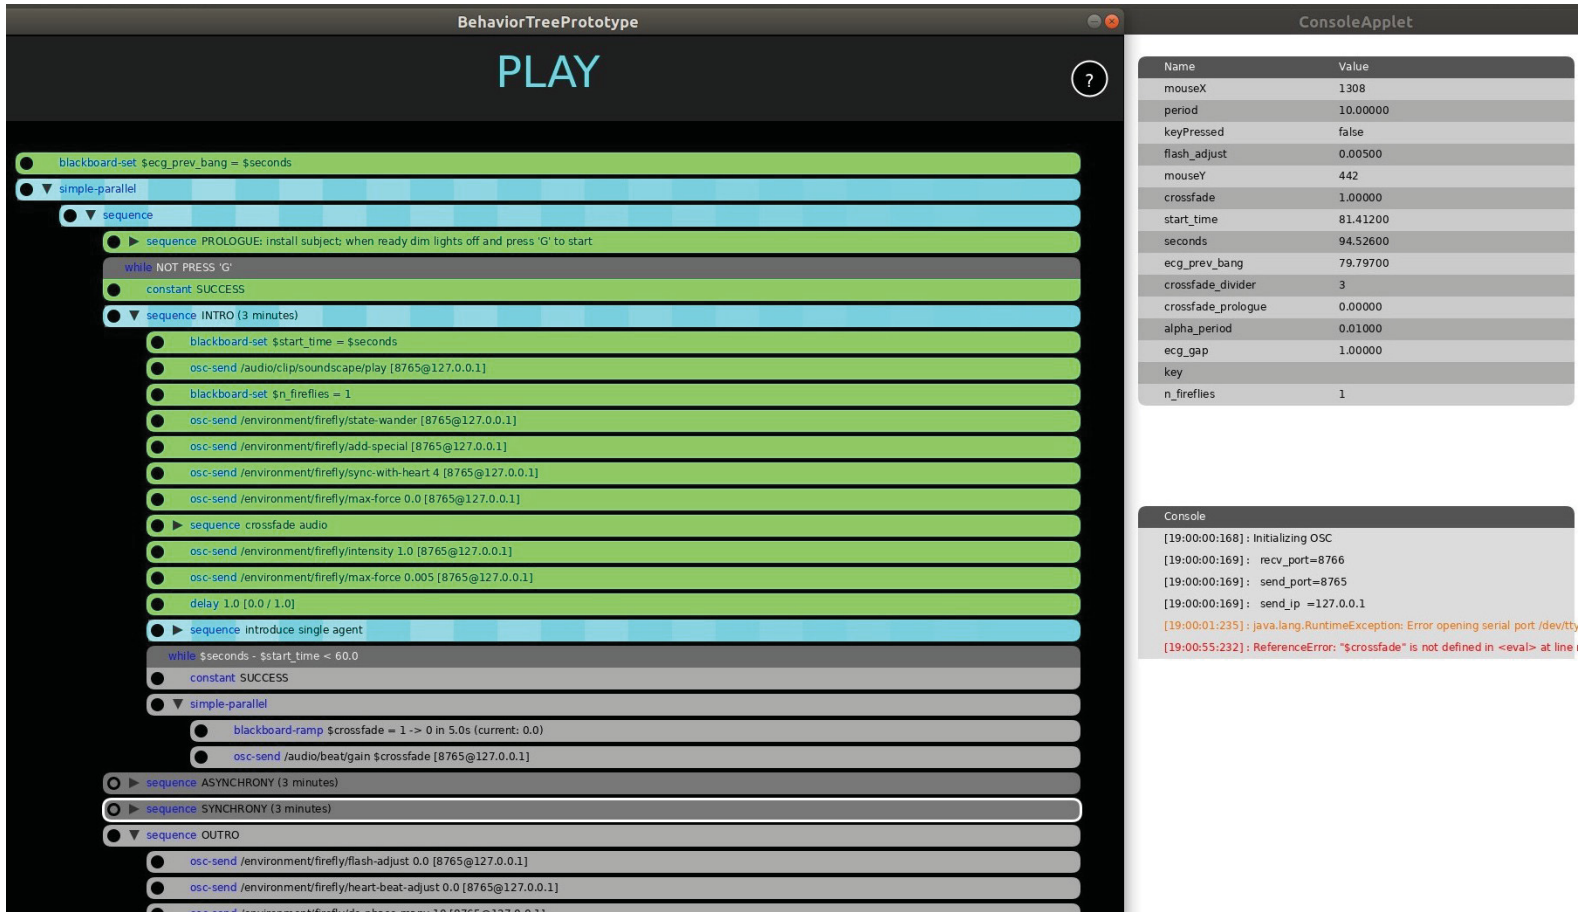 BehaviorTreePrototype
PLAY
?
blackboard-set $ecg_prev_bang = $seconds
simple-parallel
sequence
sequence PROLOGUE: install subject; when ready dim lights off and press 'G' to start
while NOT PRESS 'G'
constant SUCCESS
sequence INTRO (3 minutes)
blackboard-set $start_time = $seconds
osc-send /audio/clip/soundscape/play [8765@127.0.0.1]
blackboard-set $n_fireflies = 1
osc-send /environment/firefly/state-wander [8765@127.0.0.1]
osc-send /environment/firefly/add-special [8765@127.0.0.1]
osc-send /environment/firefly/sync-with-heart 4 [8765@127.0.0.1]
osc-send /environment/firefly/max-force 0.0 [8765@127.0.0.1]
sequence crossfade audio
osc-send /environment/firefly/intensity 1.0 [8765@127.0.0.1]
osc-send /environment/firefly/max-force 0.005 [8765@127.0.0.1]
delay 1.0 [0.0 / 1.0]
sequence introduce single agent
while $seconds - $start_time < 60.0
constant SUCCESS
simple-parallel
blackboard-ramp $crossfade = 1 -> 0 in 5.0s (current: 0.0)
osc-send /audio/beat/gain $crossfade [8765@127.0.0.1]
sequence ASYNCHRONY (3 minutes)
sequence SYNCHRONY (3 minutes)
sequence OUTRO
osc-send /environment/firefly/flash-adjust 0.0 [8765@127.0.0.1]
osc-send /environment/firefly/heart-beat-adjust 0.0 [8765@127.0.0.1]
ConsoleApplet
Name Value
mouseX 1308
period 10.00000
keyPressed false
flash_adjust 0.00500
mouseY 442
crossfade 1.00000
start_time 81.41200
seconds 94.52600
ecg_prev_bang 79.79700
crossfade_divider 3
crossfade_prologue 0.00000
alpha_period 0.01000
ecg_gap 1.00000
key
n_fireflies 1
Console
[19:00:00:168] : Initializing OSC
[19:00:00:169] : recv_port=8766
[19:00:00:169] : send_port=8765
[19:00:00:169] : send_ip =127.0.0.1
[19:00:01:235] : java.lang.RuntimeException: Error opening serial port /dev/tty
[19:00:55:232] : ReferenceError: "$crossfade" is not defined in <eval> at line